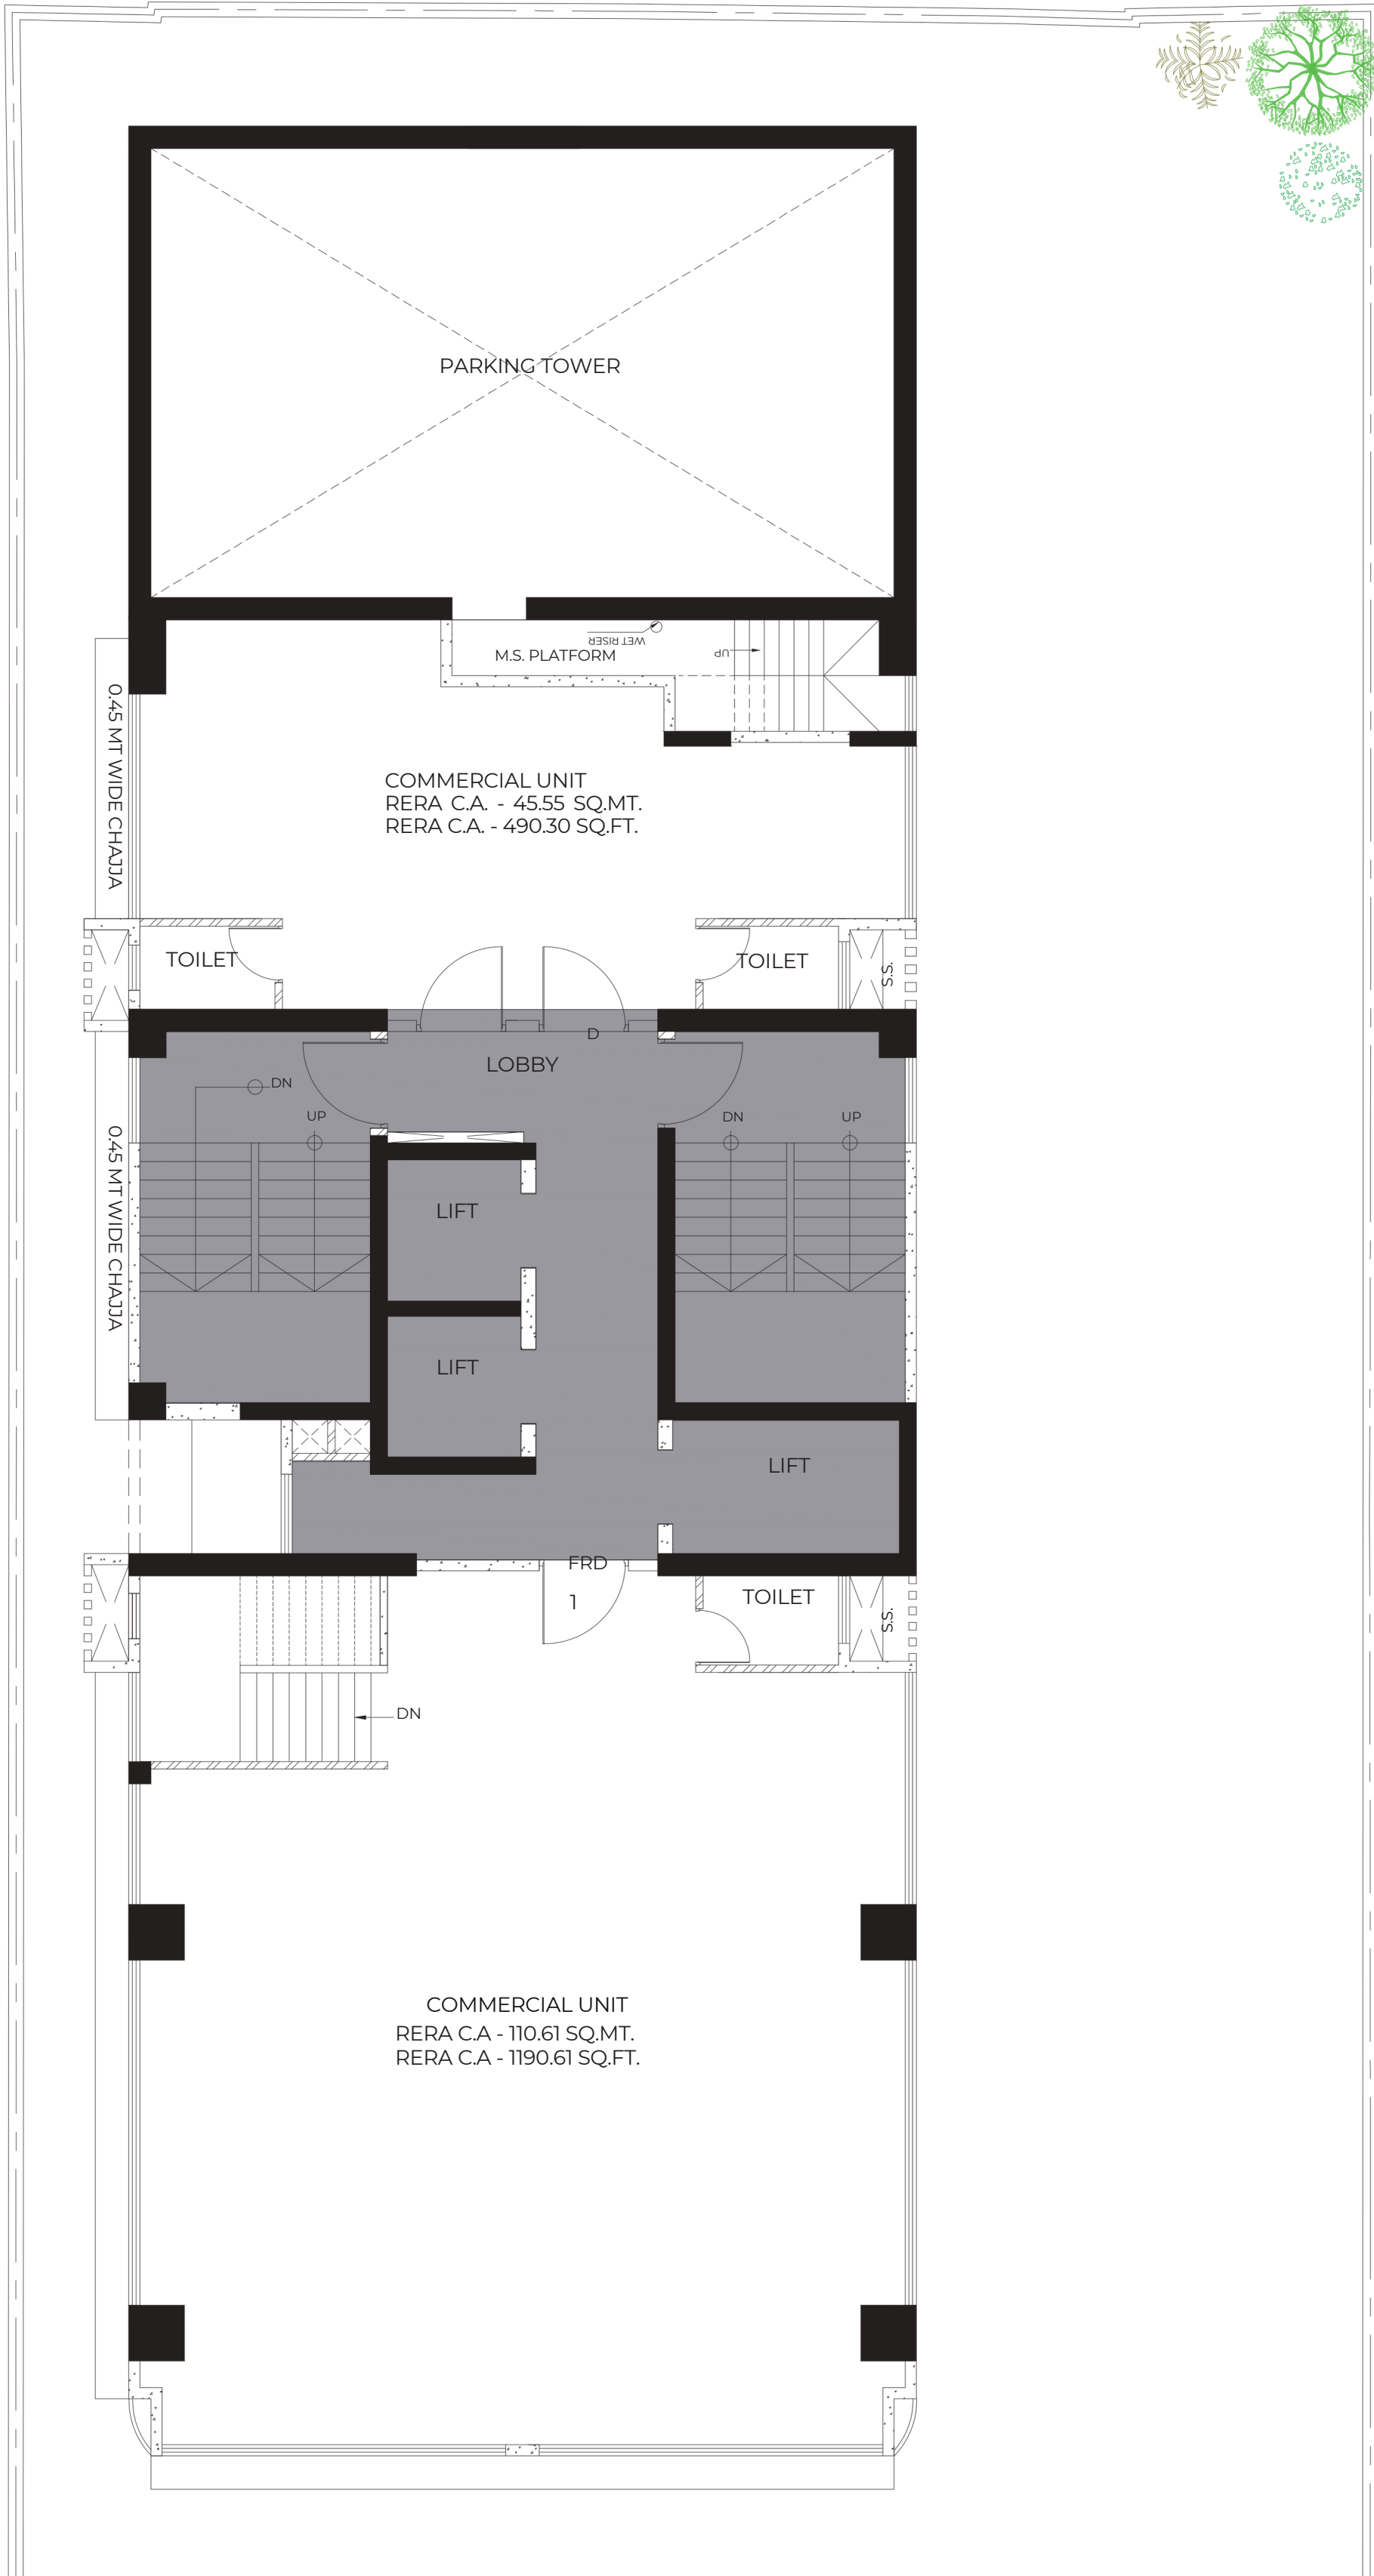 PARKING TOWER
WET RISER
M.S. PLATFORM
UP
0.45 MT WIDE CHAJJA
COMMERCIAL UNIT
RERA C.A. - 45.55 SQ.MT.
RERA C.A. - 490.30 SQ.FT.
TOILET
TOILET
S.S.
D
LOBBY
DN
UP
DN
UP
0.45 MT WIDE CHAJJA
LIFT
LIFT
LIFT
FRD
1
TOILET
S.S.
DN
COMMERCIAL UNIT
RERA C.A - 110.61 SQ.MT.
RERA C.A - 1190.61 SQ.FT.